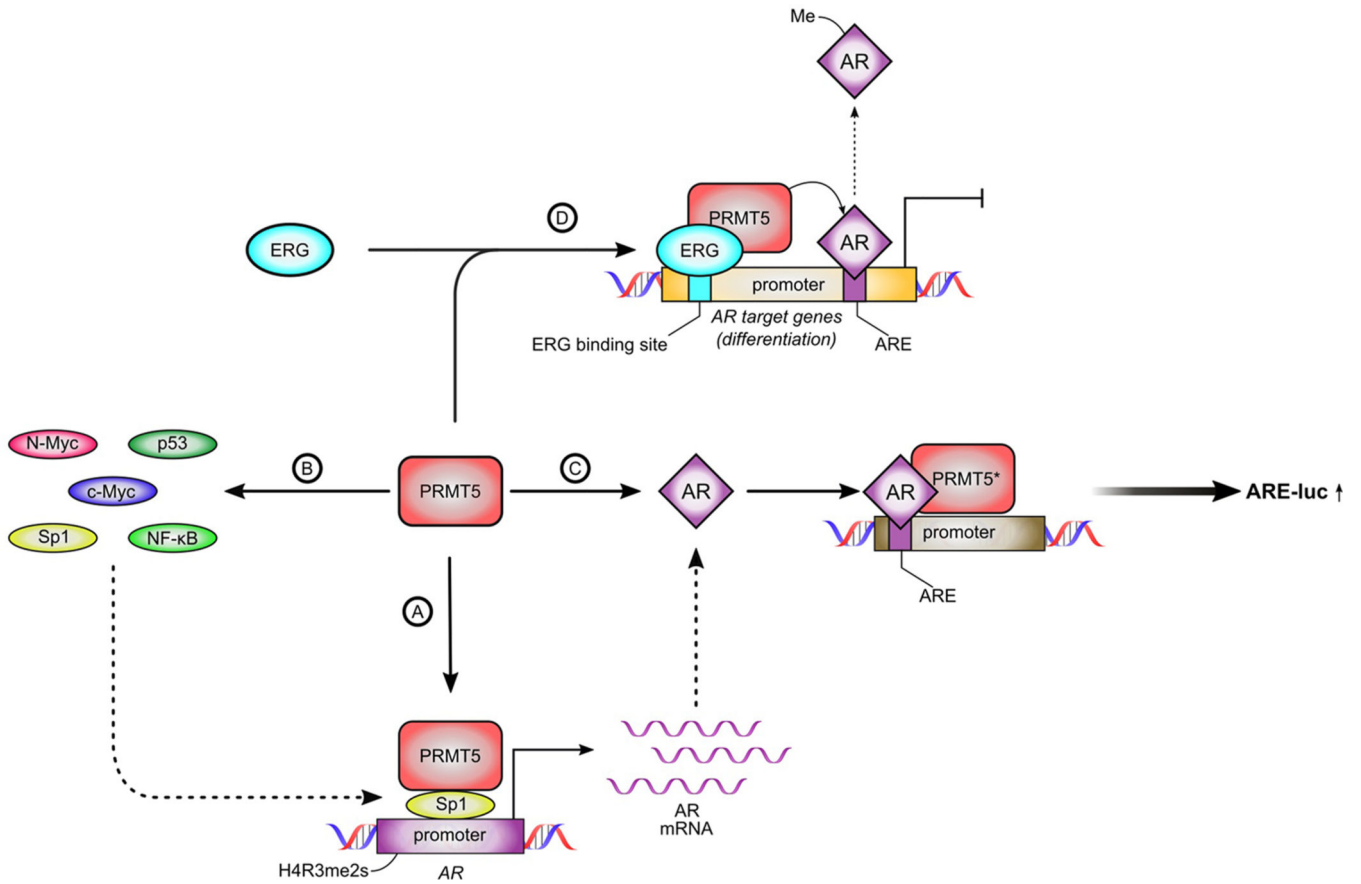 Me
AR
D
PRMT5
ERG
ERG
AR
promoter
AR target genes
(differentiation)
ERG binding site
ARE
N-Myc
p53
B
C
c-Myc
PRMT5
AR
AR
PRMT5*
ARE-luc ↑
Sp1
NF-κB
promoter
ARE
A
PRMT5
Sp1
promoter
AR
mRNA
H4R3me2s
AR